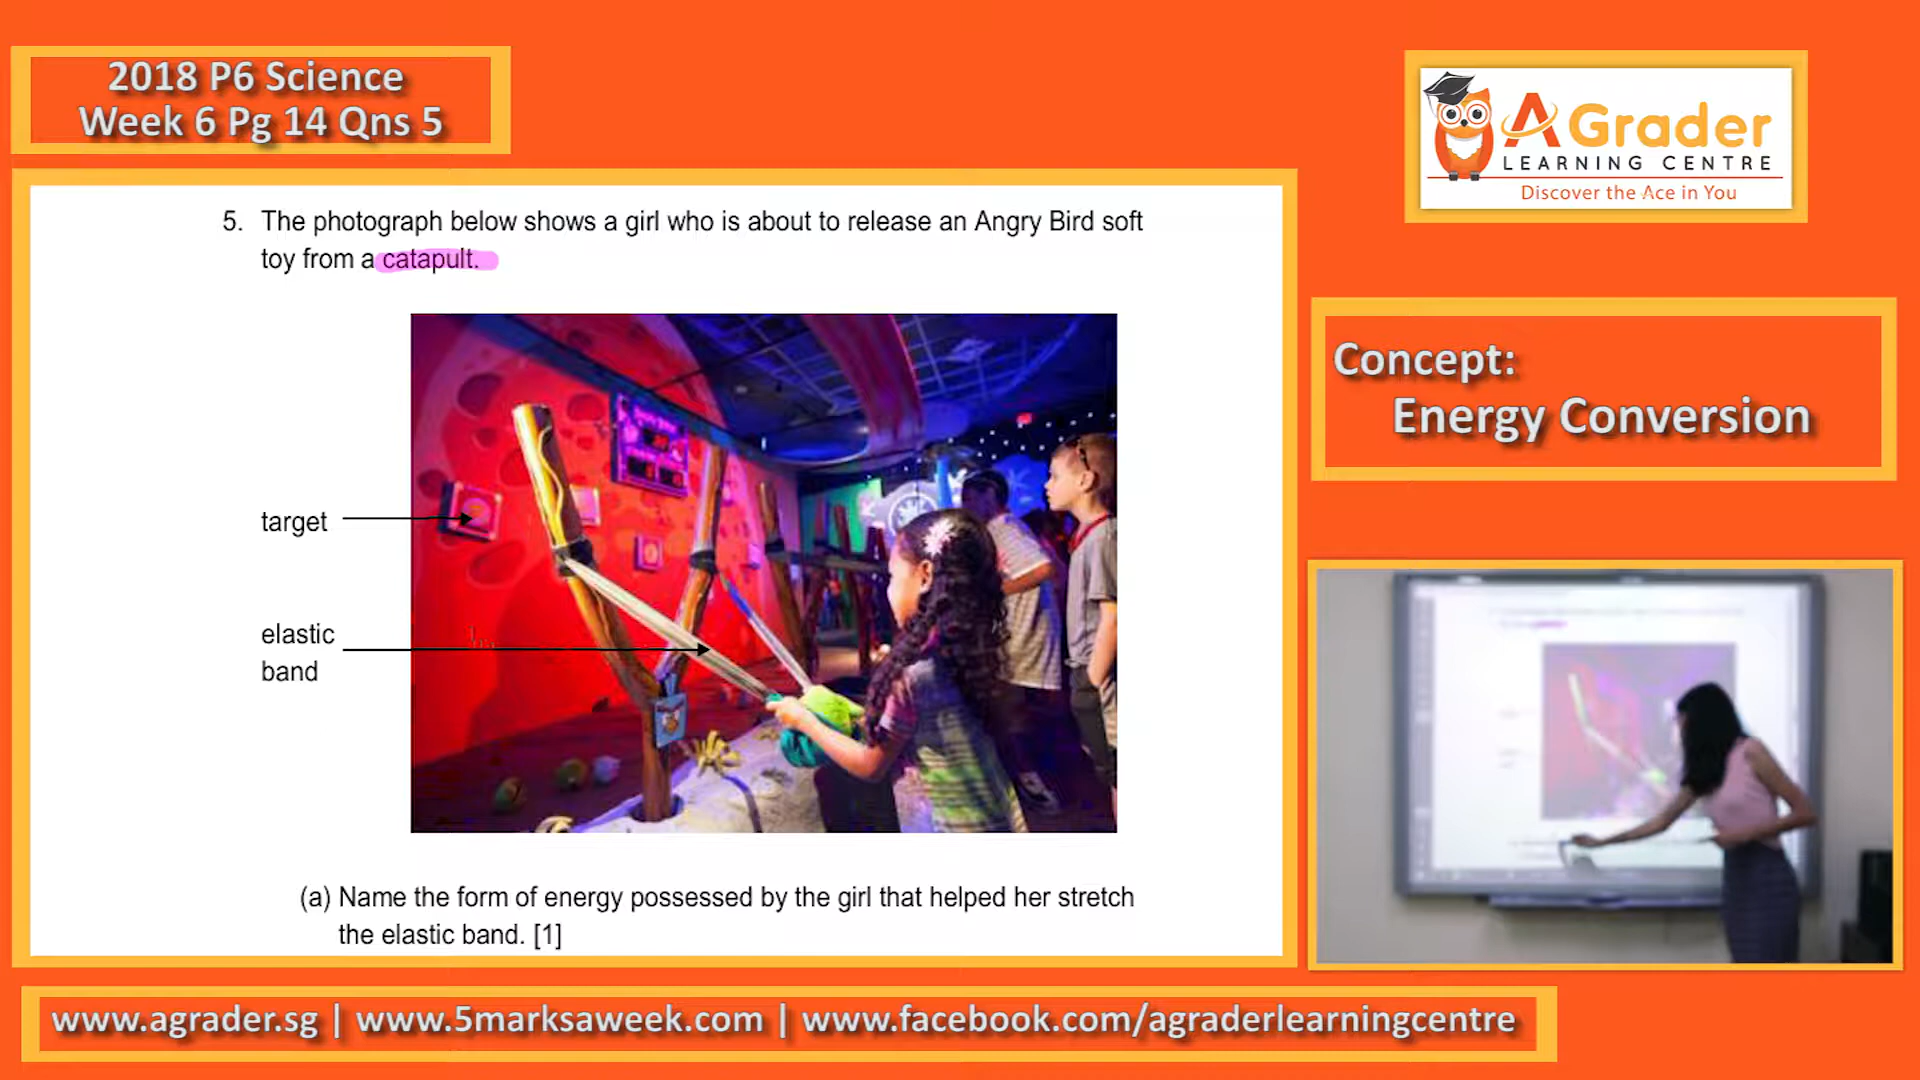 2018 P6 Science
Week 6 Pg 14 Qns 5
A Grader
LEARNING CENTRE
Discover the Ace in You
5. The photograph below shows a girl who is about to release an Angry Bird soft
toy from a catapult.
Concept:
Energy Conversion
target
elastic
band
(a) Name the form of energy possessed by the girl that helped her stretch
the elastic band. [1]
www.agrader.sg | www.5marksaweek.com | www.facebook.com/agraderlearningcentre